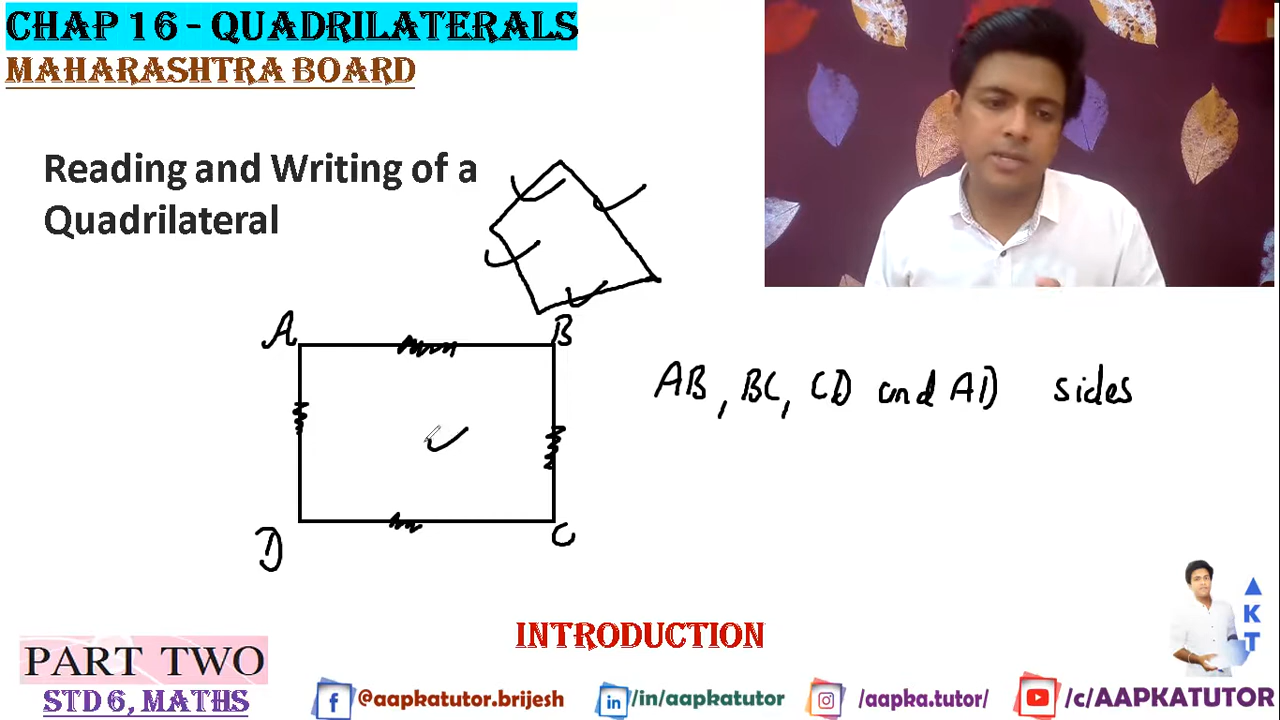 CHAP 16 - QUADRILATERALS
MAHARASHTRA BOARD
Reading and Writing of a
Quadrilateral
A
B
AB, BC, CD and AD sides
D
C
INTRODUCTION
PART TWO
STD 6, MATHS
@aapkatutor.brijesh
/in/aapkatutor
/aapka.tutor/
/c/AAPKATUTOR
AKT